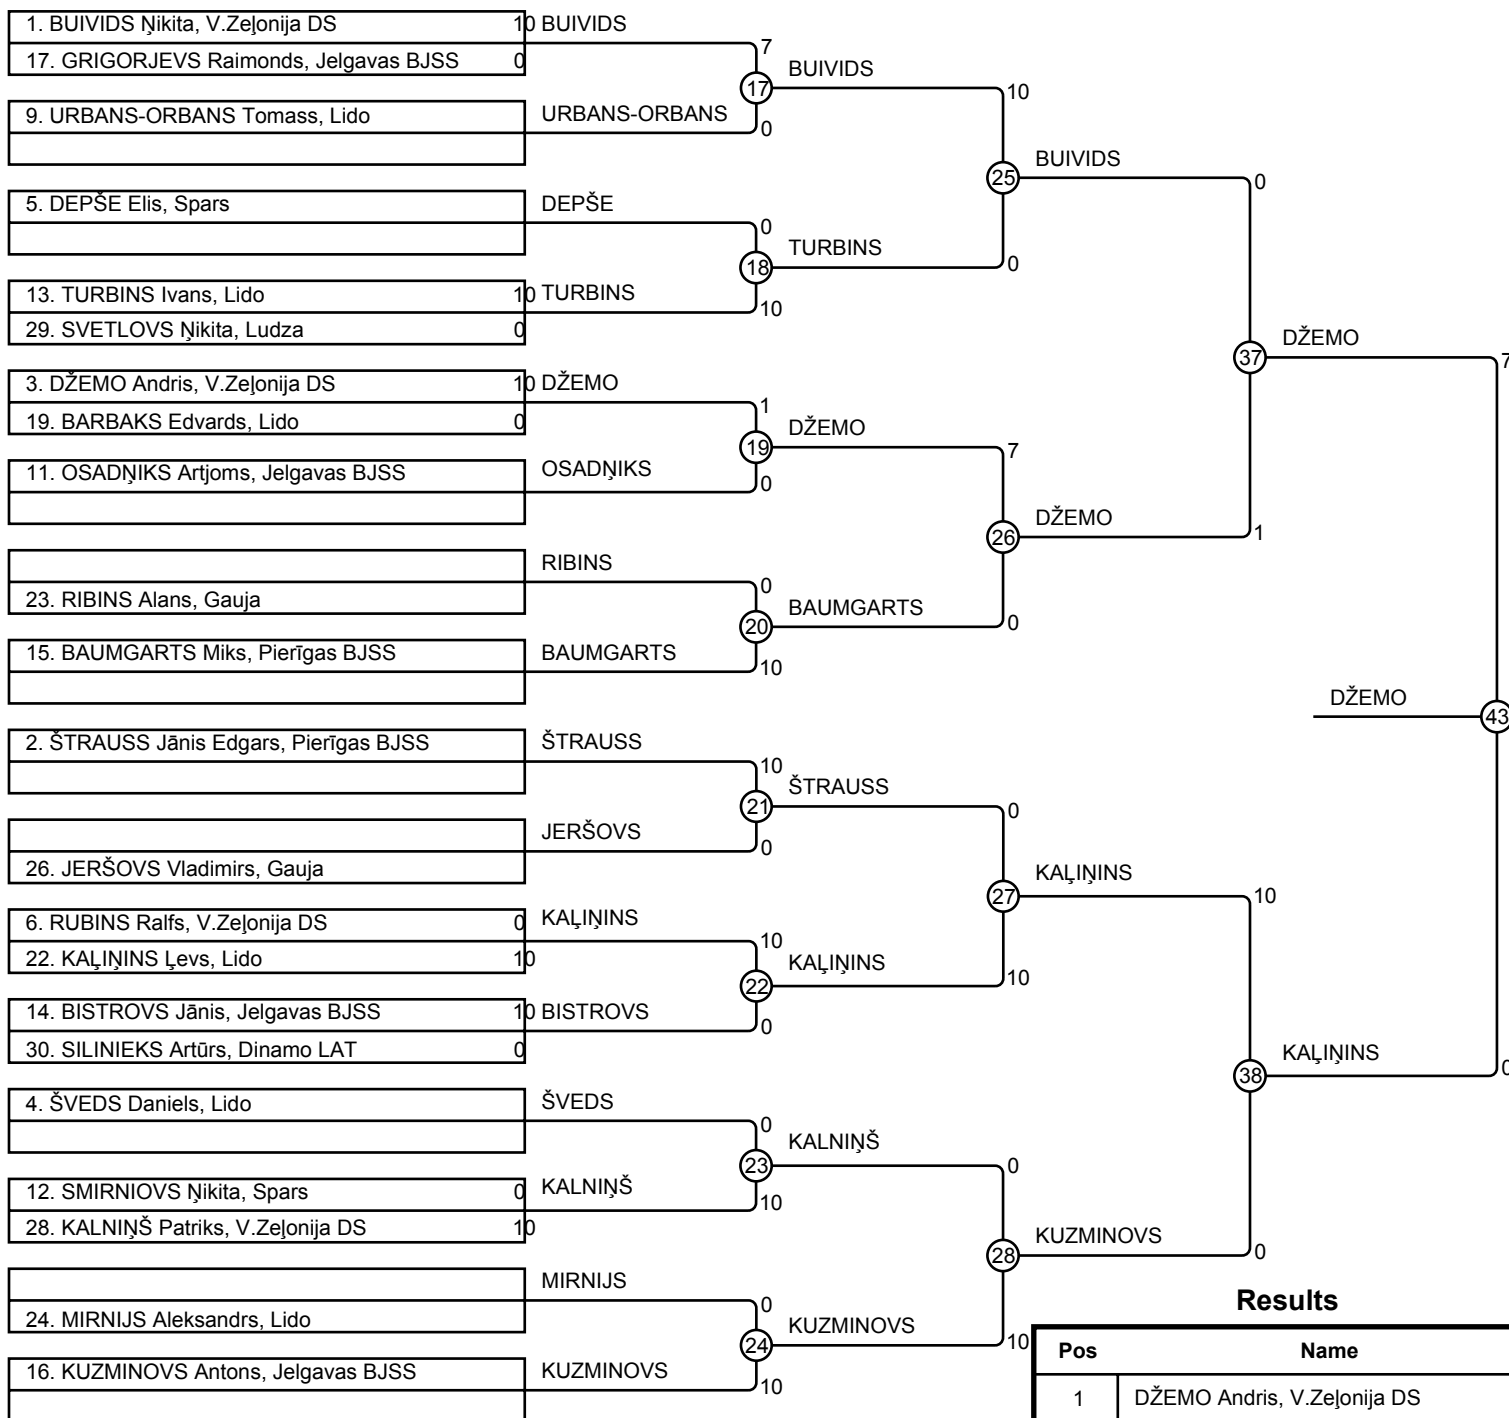 1. BUIVIDS Ņikita, V.Zeļonija DS 10 BUIVIDS
17. GRIGORJEVS Raimonds, Jelgavas BJSS 0
7
17
BUIVIDS
9. URBANS-ORBANS Tomass, Lido URBANS-ORBANS
0
10
25
BUIVIDS
5. DEPŠE Elis, Spars DEPŠE
0
18
TURBINS
0
13. TURBINS Ivans, Lido 10 TURBINS
29. SVETLOVS Ņikita, Ludza 0
10
0
37
DŽEMO
7
3. DŽEMO Andris, V.Zeļonija DS 10 DŽEMO
19. BARBAKS Edvards, Lido 0
1
19
DŽEMO
11. OSADŅIKS Artjoms, Jelgavas BJSS OSADŅIKS
0
7
26
DŽEMO
1
RIBINS
23. RIBINS Alans, Gauja
0
20
BAUMGARTS
0
15. BAUMGARTS Miks, Pierīgas BJSS BAUMGARTS
10
DŽEMO
43
2. ŠTRAUSS Jānis Edgars, Pierīgas BJSS ŠTRAUSS
10
21
ŠTRAUSS
0
JERŠOVS
26. JERŠOVS Vladimirs, Gauja
0
27
KAĻIŅINS
10
6. RUBINS Ralfs, V.Zeļonija DS 0 KAĻIŅINS
22. KAĻIŅINS Ļevs, Lido 10
10
22
KAĻIŅINS
10
14. BISTROVS Jānis, Jelgavas BJSS 10 BISTROVS
30. SILINIEKS Artūrs, Dinamo LAT 0
0
38
KAĻIŅINS
0
4. ŠVEDS Daniels, Lido ŠVEDS
0
23
KALNIŅŠ
0
12. SMIRNIOVS Ņikita, Spars 0 KALNIŅŠ
28. KALNIŅŠ Patriks, V.Zeļonija DS 10
10
28
KUZMINOVS
0
MIRNIJS
24. MIRNIJS Aleksandrs, Lido
0
24
KUZMINOVS
10
16. KUZMINOVS Antons, Jelgavas BJSS KUZMINOVS
10
Results
Pos Name
1 DŽEMO Andris, V.Zeļonija DS